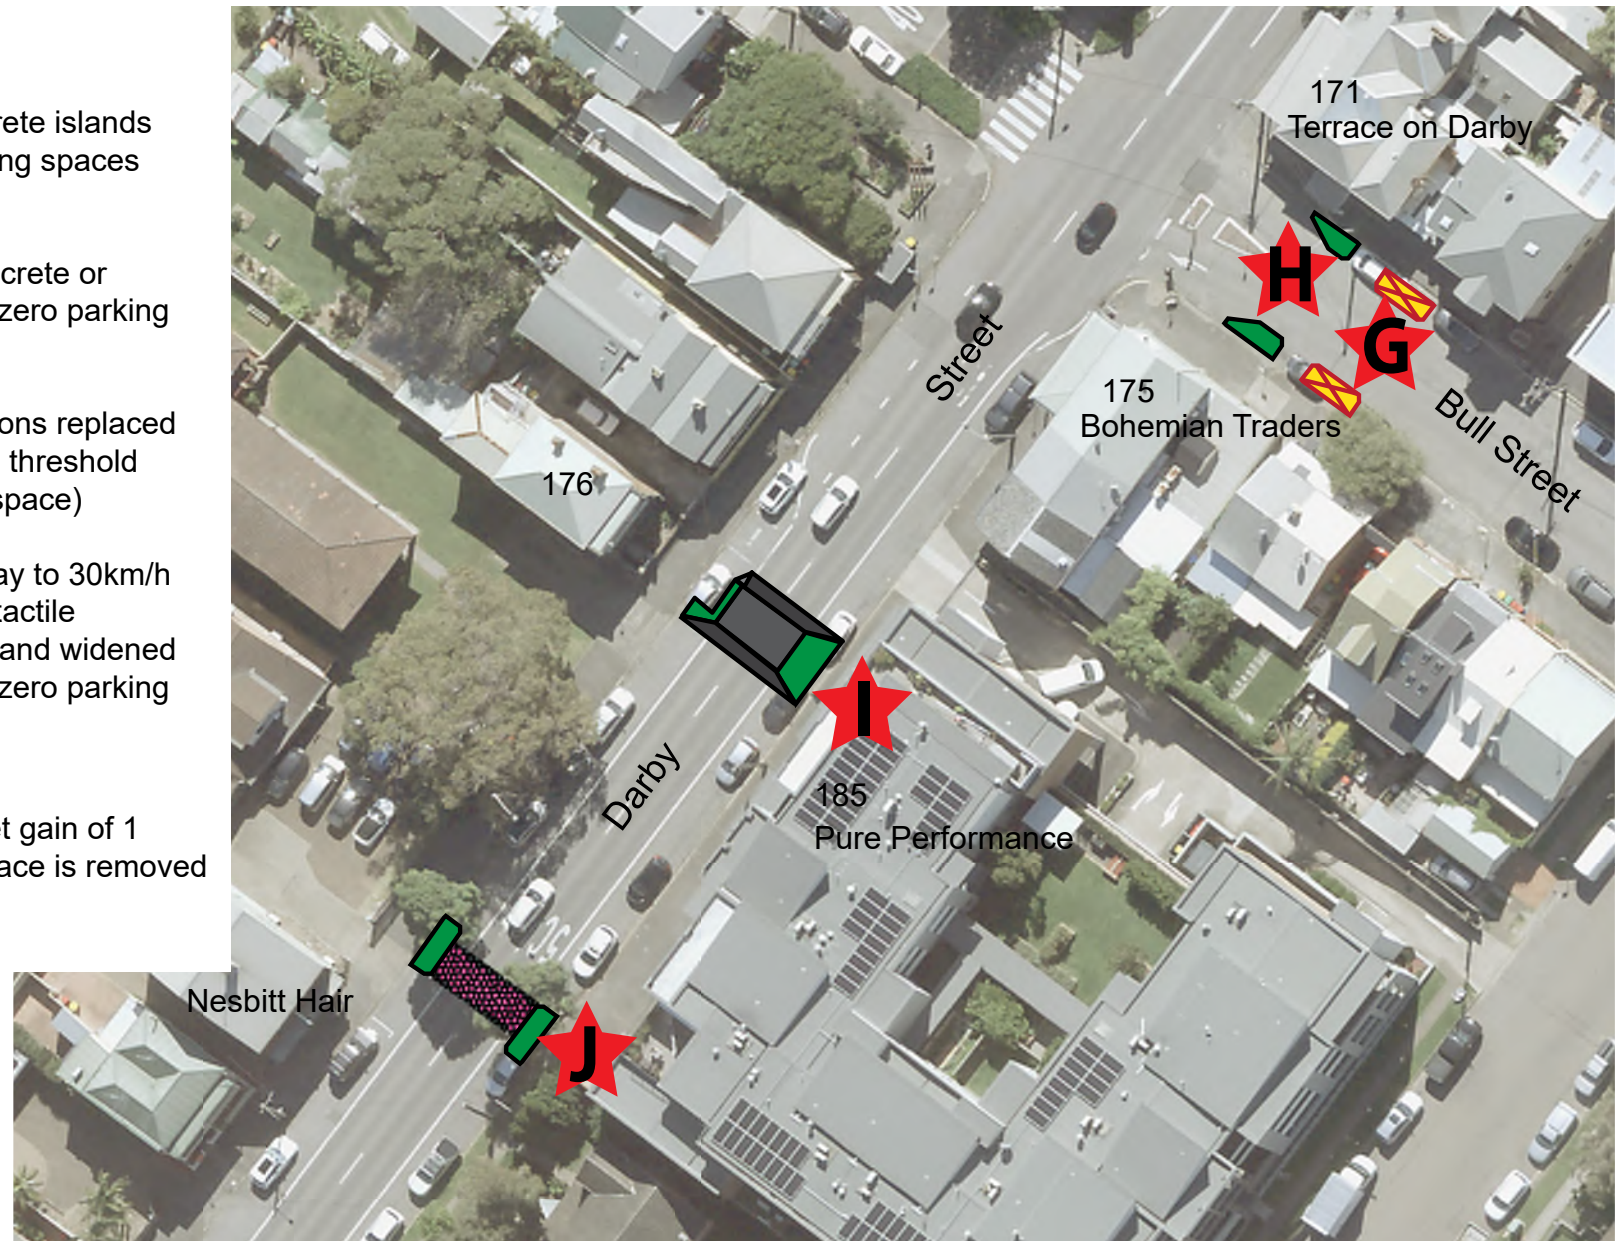 rete islands
ng spaces
crete or
zero parking
ons replaced
threshold
space)
ay to 30km/h
tactile
and widened
zero parking
et gain of 1
ace is removed
171
Terrace on Darby
H
G
Street
175
Bohemian Traders
Bull Street
176
I
Darby
185
Pure Performance
Nesbitt Hair
J